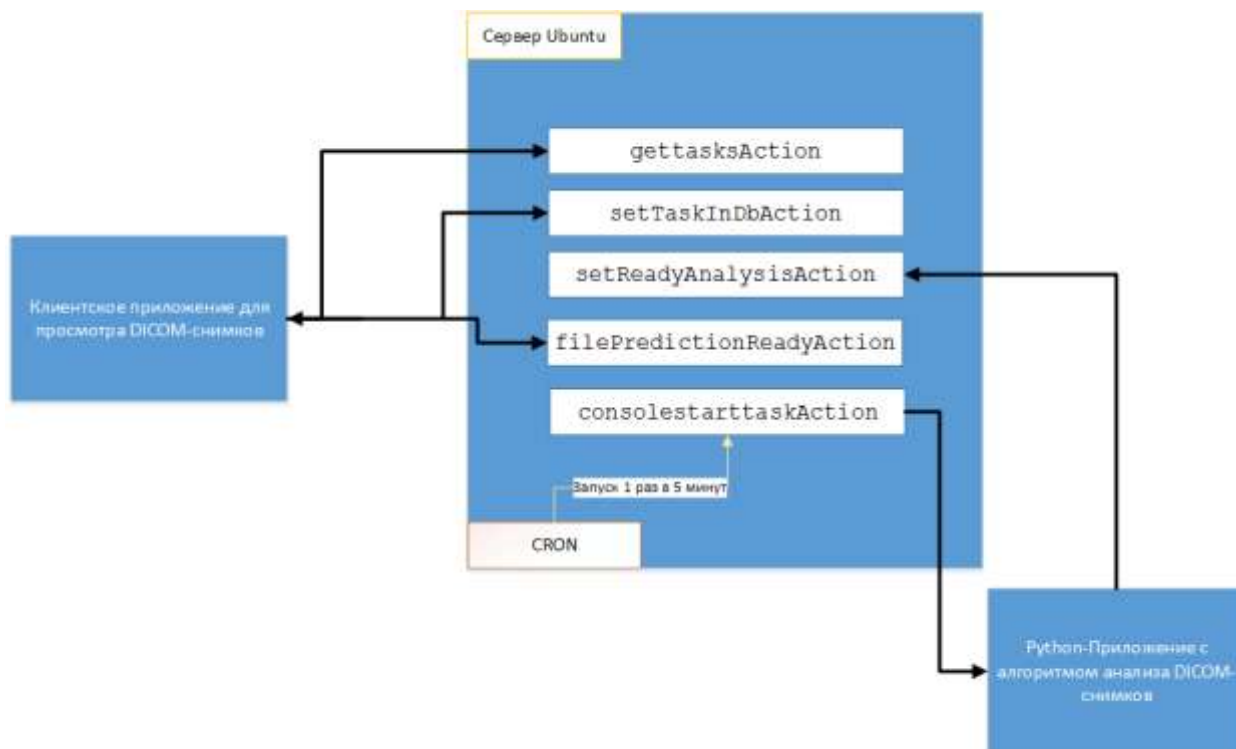 Сервер Ubuntu
gettasksAction
setTaskInDbAction
setReadyAnalysisAction
Клиентское приложение для
просмотра DICOM-снимков
filePredictionReadyAction
consolestarttaskAction
Запуск 1 раз в 5 минут
CRON
Python-Приложение с
алгоритмом анализа DICOM-
снимков